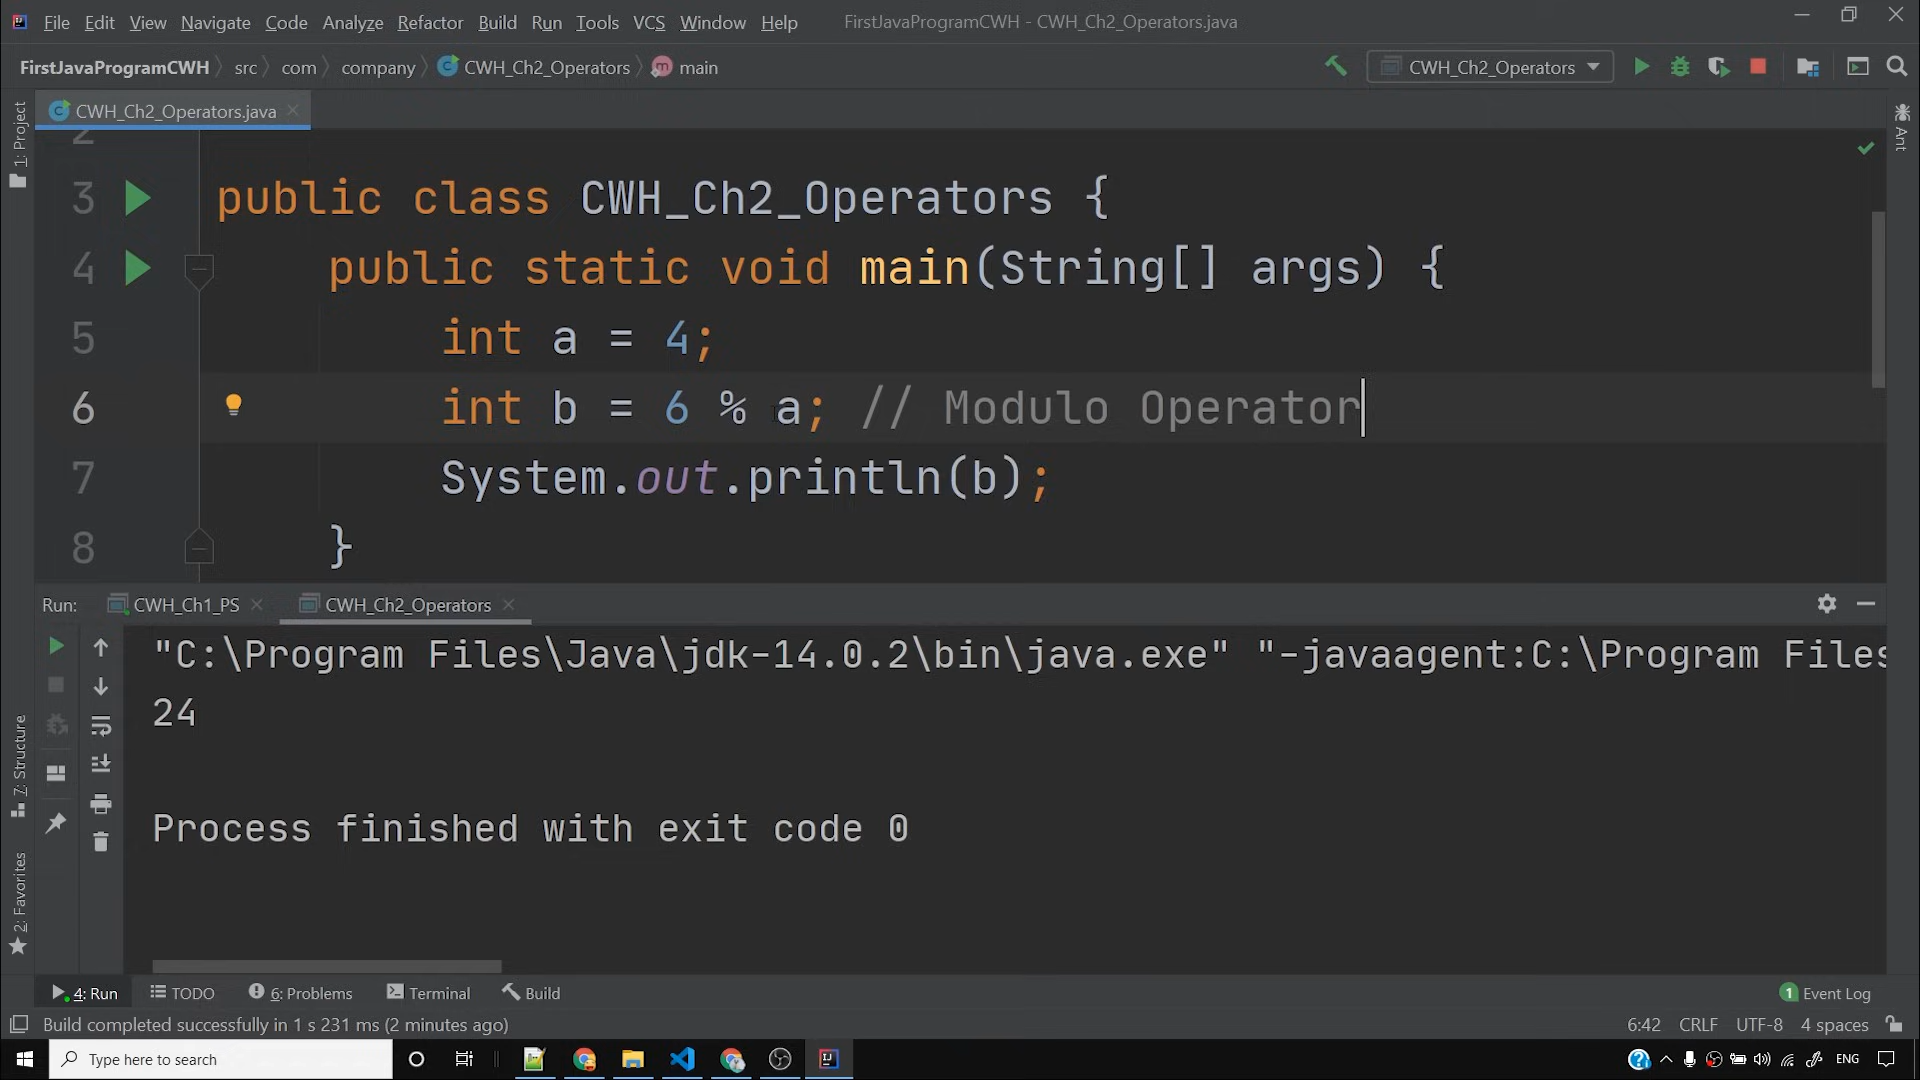 File Edit View Navigate Code Analyze Refactor Build Run Tools VCS Window Help FirstJavaProgramCWH - CWH_Ch2_Operators.java
FirstJavaProgramCWH src com company CWH_Ch2_Operators main CWH_Ch2_Operators
CWH_Ch2_Operators.java
1: Project
Ant
2
3 public class CWH_Ch2_Operators {
4 public static void main(String[] args) {
5 int a = 4;
6 int b = 6 % a; // Modulo Operator
7 System.out.println(b);
8 }
Run: CWH_Ch1_PS CWH_Ch2_Operators
"C:\Program Files\Java\jdk-14.0.2\bin\java.exe" "-javaagent:C:\Program Files
24
Process finished with exit code 0
7: Structure
2: Favorites
4: Run TODO 6: Problems Terminal Build 1 Event Log
Build completed successfully in 1 s 231 ms (2 minutes ago) 6:42 CRLF UTF-8 4 spaces
Type here to search ENG